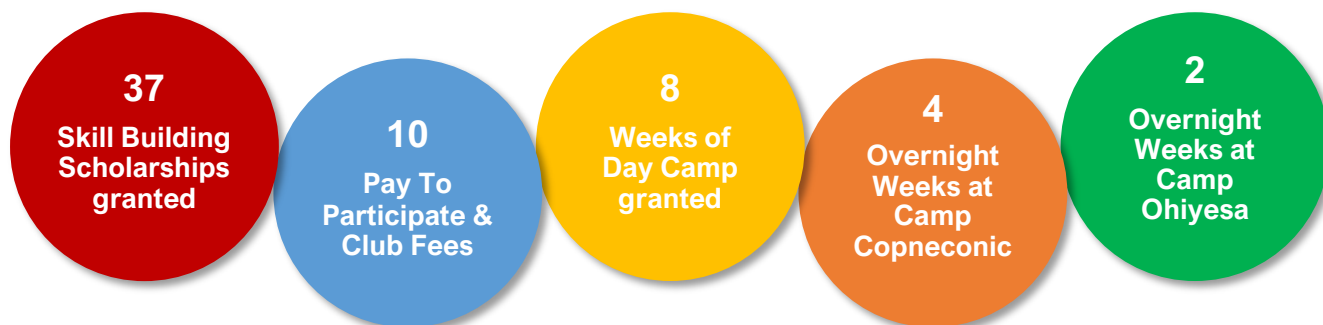 37
Skill Building
Scholarships
granted
10
Pay To
Participate &
Club Fees
8
Weeks of
Day Camp
granted
4
Overnight
Weeks at
Camp
Copneconic
2
Overnight
Weeks at
Camp
Ohiyesa